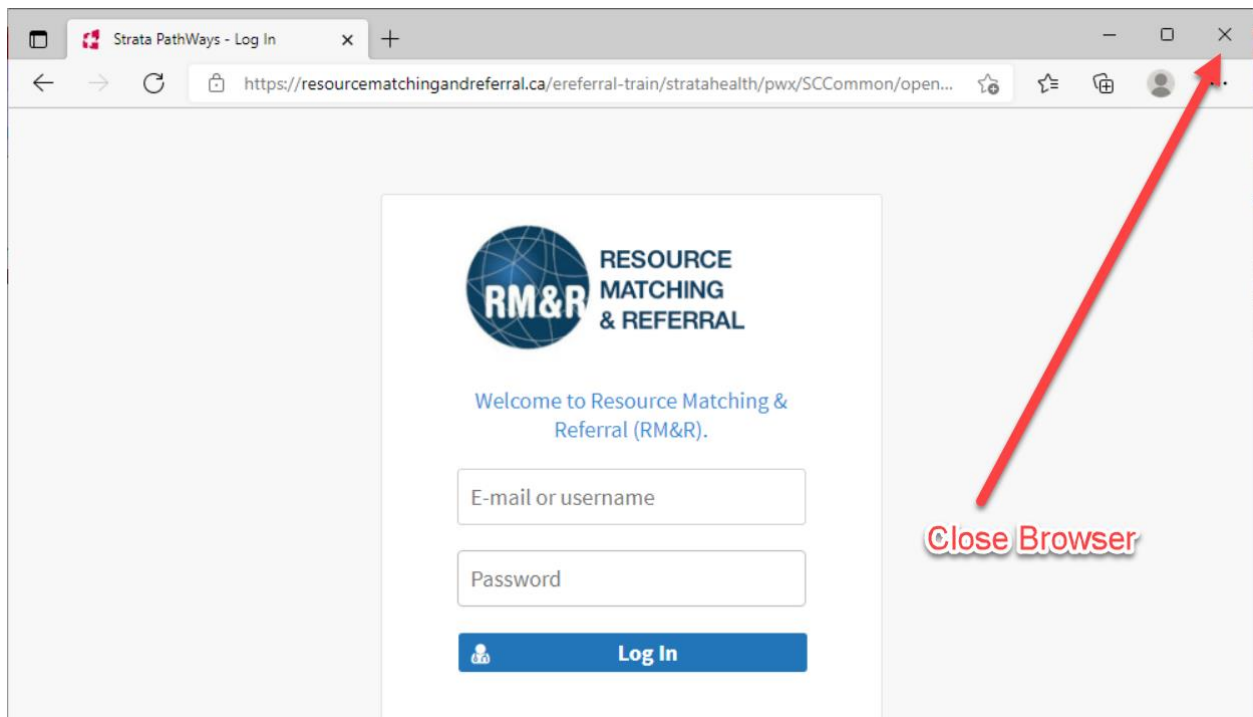 Strata PathWays - Log In
https://resourcematchingandreferral.ca/ereferral-train/stratahealth/pwx/SCCommon/open...
RM&R
RESOURCE
MATCHING
& REFERRAL
Welcome to Resource Matching &
Referral (RM&R).
E-mail or username
Password
Log In
Close Browser